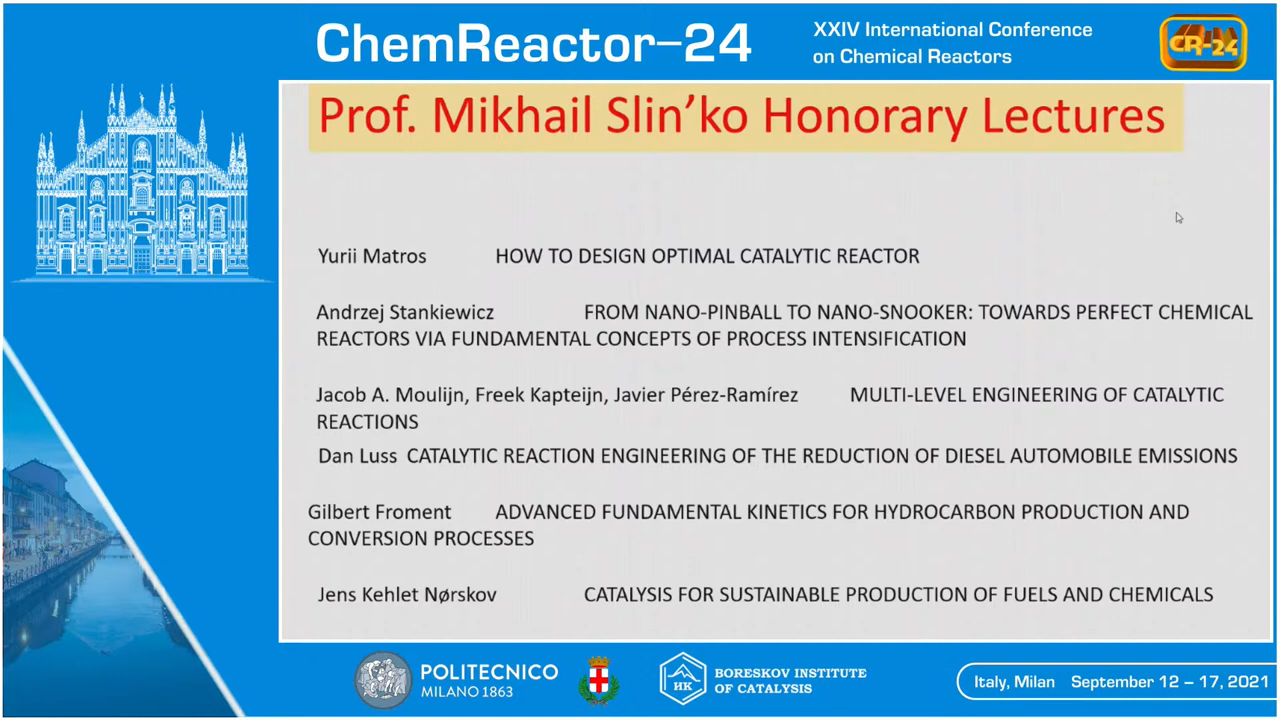 ChemReactor–24
XXIV International Conference
on Chemical Reactors
CR-24
Prof. Mikhail Slin’ko Honorary Lectures
Yurii Matros HOW TO DESIGN OPTIMAL CATALYTIC REACTOR
Andrzej Stankiewicz FROM NANO-PINBALL TO NANO-SNOOKER: TOWARDS PERFECT CHEMICAL
REACTORS VIA FUNDAMENTAL CONCEPTS OF PROCESS INTENSIFICATION
Jacob A. Moulijn, Freek Kapteijn, Javier Pérez-Ramírez MULTI-LEVEL ENGINEERING OF CATALYTIC
REACTIONS
Dan Luss CATALYTIC REACTION ENGINEERING OF THE REDUCTION OF DIESEL AUTOMOBILE EMISSIONS
Gilbert Froment ADVANCED FUNDAMENTAL KINETICS FOR HYDROCARBON PRODUCTION AND
CONVERSION PROCESSES
Jens Kehlet Nørskov CATALYSIS FOR SUSTAINABLE PRODUCTION OF FUELS AND CHEMICALS
POLITECNICO
MILANO 1863
ИК
BORESKOV INSTITUTE
OF CATALYSIS
Italy, Milan September 12 – 17, 2021